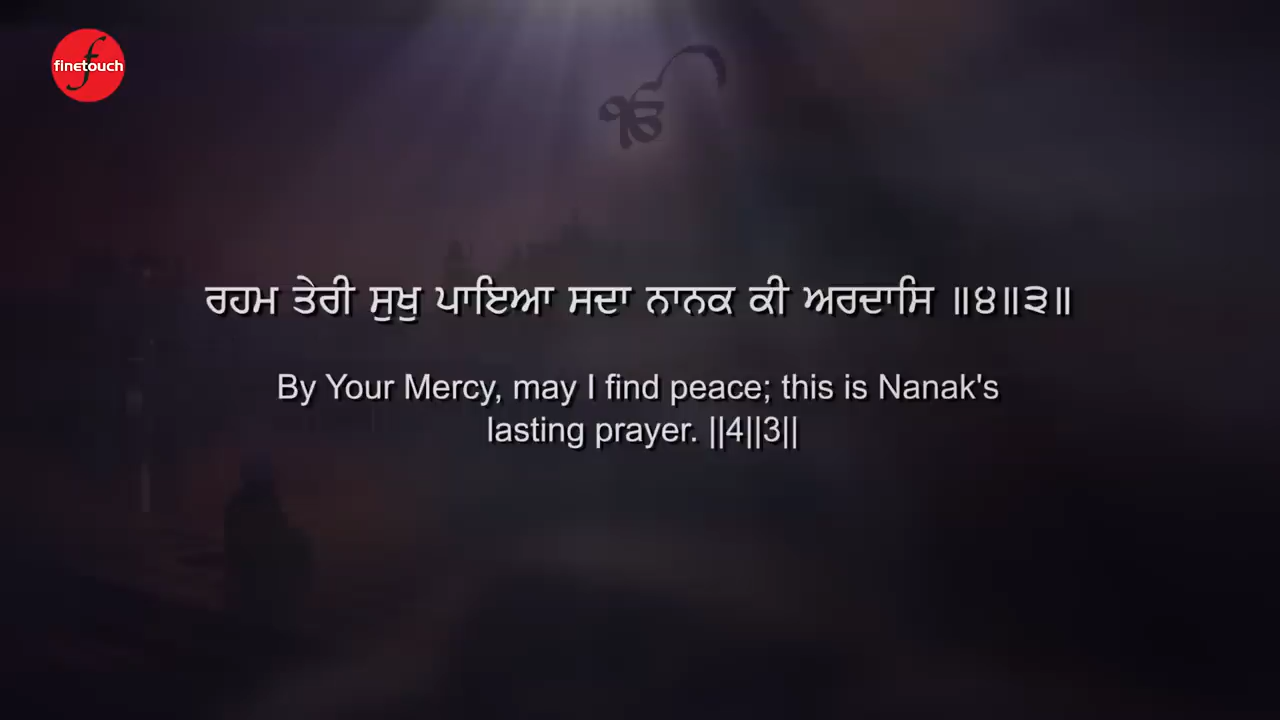 finetouch
ੴ
ਰਹਮ ਤੇਰੀ ਸੁਖੁ ਪਾਇਆ ਸਦਾ ਨਾਨਕ ਕੀ ਅਰਦਾਸਿ ॥੪॥੩॥
By Your Mercy, may I find peace; this is Nanak's
lasting prayer. ||4||3||